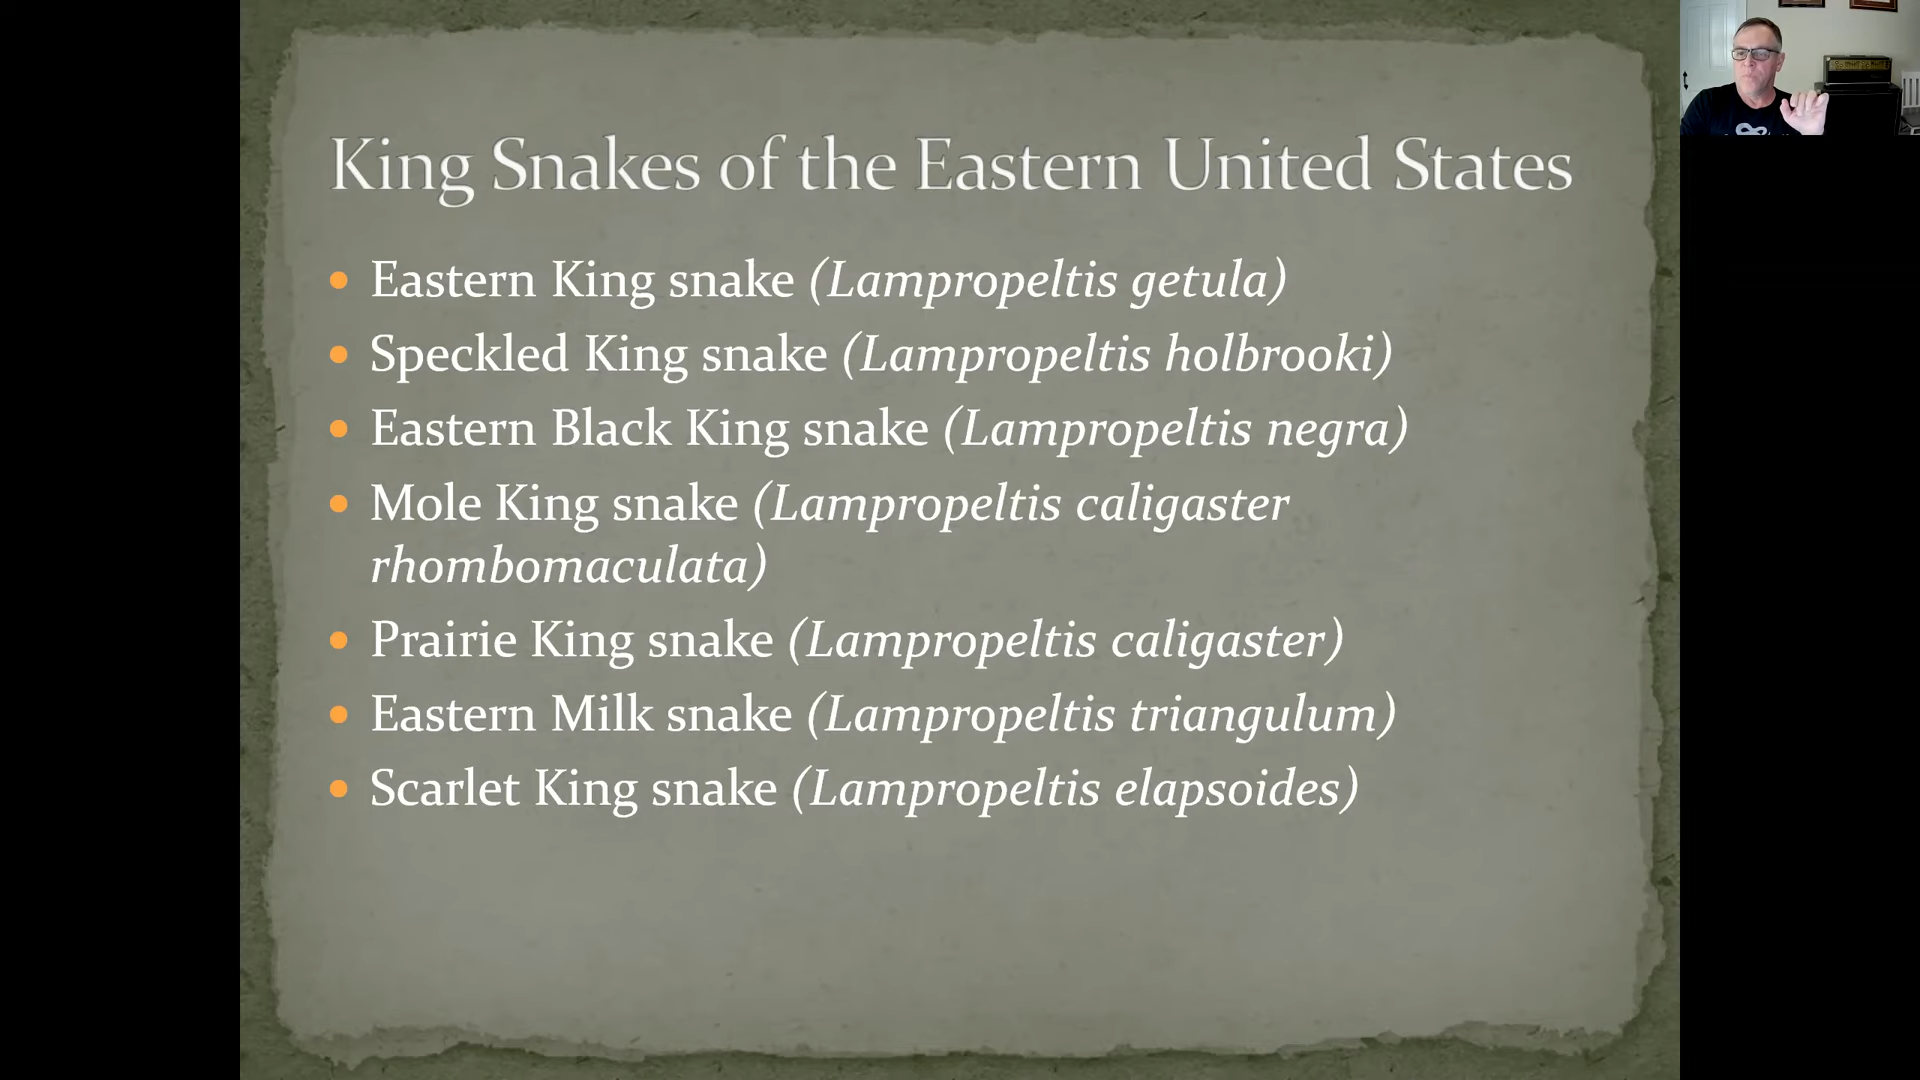 King Snakes of the Eastern United States
Eastern King snake (Lampropeltis getula)
Speckled King snake (Lampropeltis holbrooki)
Eastern Black King snake (Lampropeltis negra)
Mole King snake (Lampropeltis caligaster
rhombomaculata)
Prairie King snake (Lampropeltis caligaster)
Eastern Milk snake (Lampropeltis triangulum)
Scarlet King snake (Lampropeltis elapsoides)